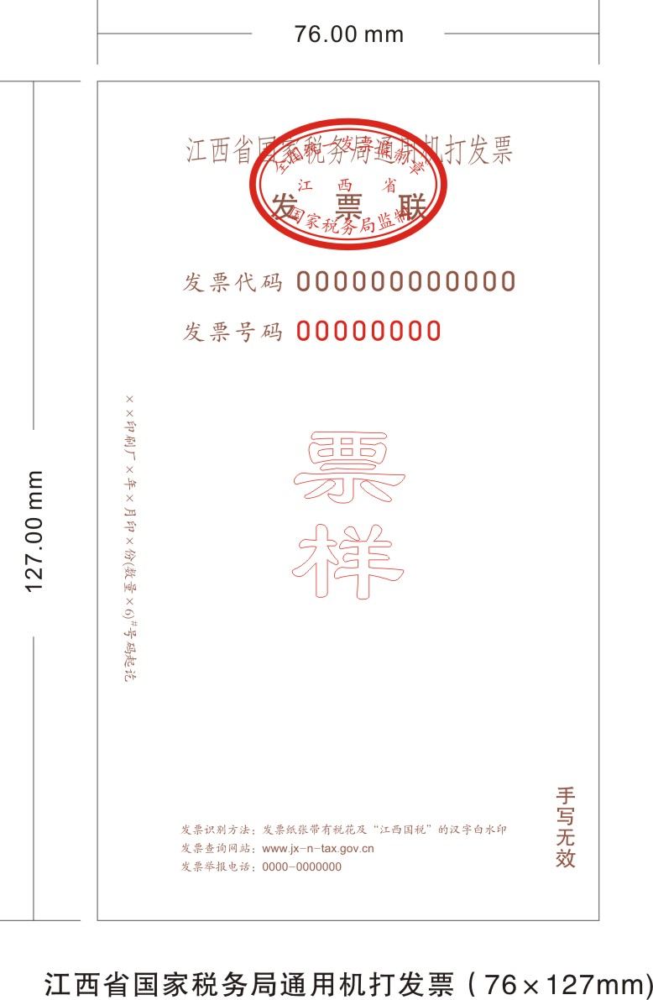 76.00 mm
江西省国家税务局通用机打发票
全国统一发票监制章
江 西 省
发 票 联
国家税务局监制
发票代码 000000000000
发票号码 00000000
127.00 mm
××印刷厂×年×月印×份(数量×6)#号码起讫
票
样
手写无效
发票识别方法：发票纸张带有税花及“江西国税”的汉字白水印
发票查询网站：www.jx-n-tax.gov.cn
发票举报电话：0000-0000000
江西省国家税务局通用机打发票（76×127mm)